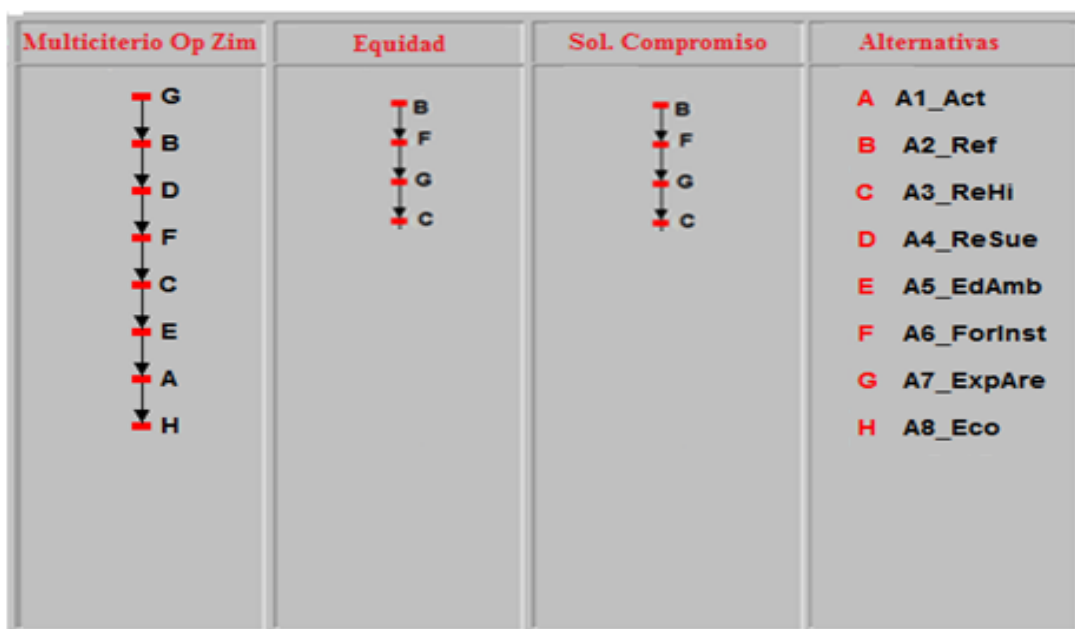 Multiciterio Op Zim
G
B
D
F
C
E
A
H
Equidad
B
F
G
C
Sol. Compromiso
B
F
G
C
Alternativas
A A1_Act
B A2_Ref
C A3_ReHi
D A4_ReSue
E A5_EdAmb
F A6_ForInst
G A7_ExpAre
H A8_Eco